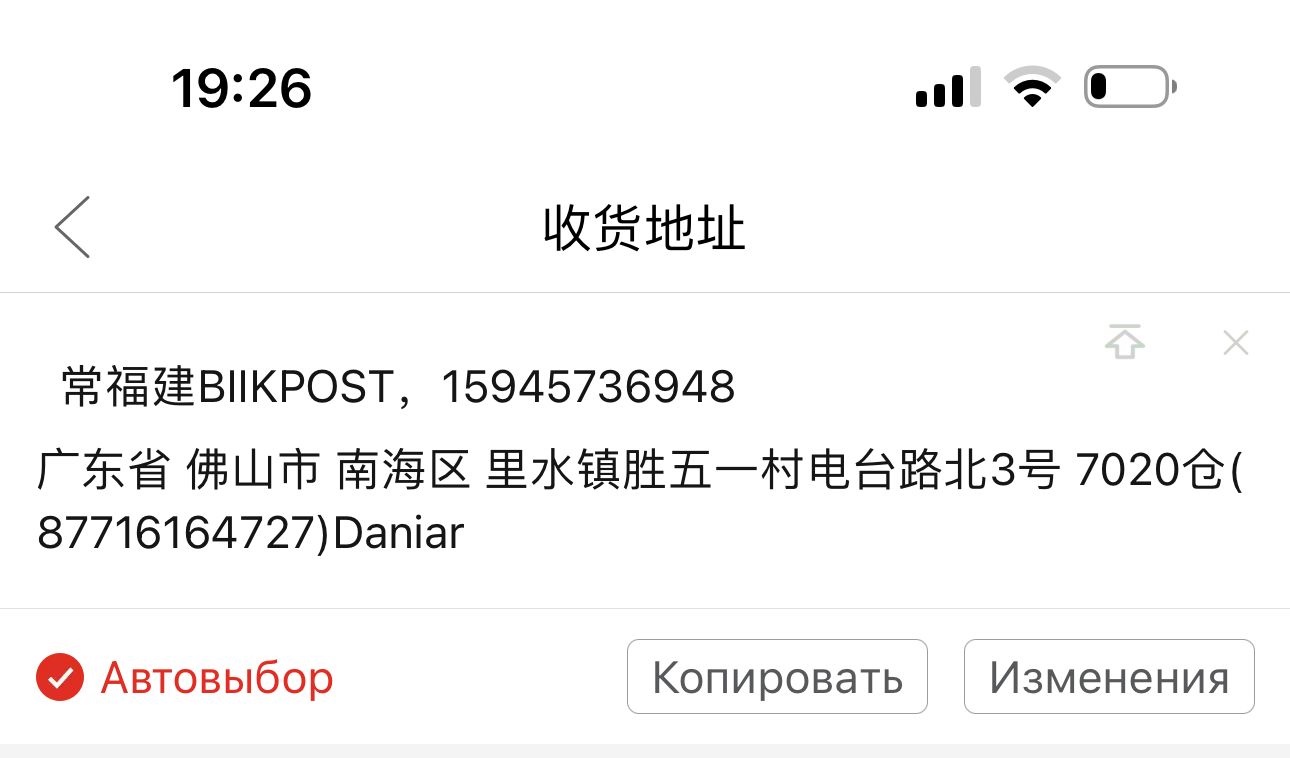 19:26
收货地址
常福建BIIKPOST，15945736948
广东省 佛山市 南海区 里水镇胜五一村电台路北3号 7020仓(
87716164727)Daniar
Автовыбор
Копировать
Изменения